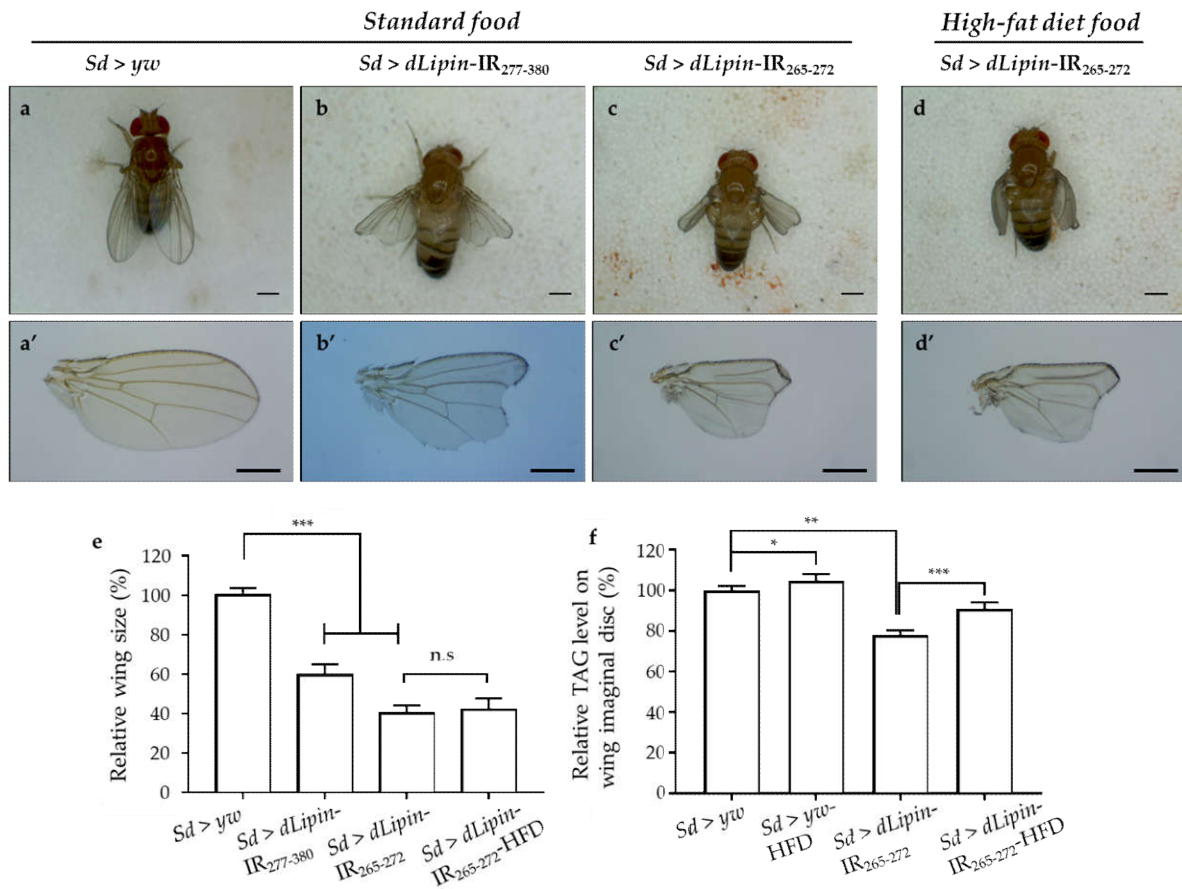 Standard food
High-fat diet food
Sd > yw
Sd > dLipin-IR277-380
Sd > dLipin-IR265-272
Sd > dLipin-IR265-272
a
b
c
d
a′
b′
c′
d′
e
***
n.s
Relative wing size (%)
120
100
80
60
40
20
0
Sd > yw
Sd > dLipin-
IR277-380
Sd > dLipin-
IR265-272
Sd > dLipin-
IR265-272-HFD
f
**
*
***
Relative TAG level on
wing imaginal disc (%)
120
100
80
60
40
20
0
Sd > yw
Sd > yw-
HFD
Sd > dLipin-
IR265-272
Sd > dLipin-
IR265-272-HFD